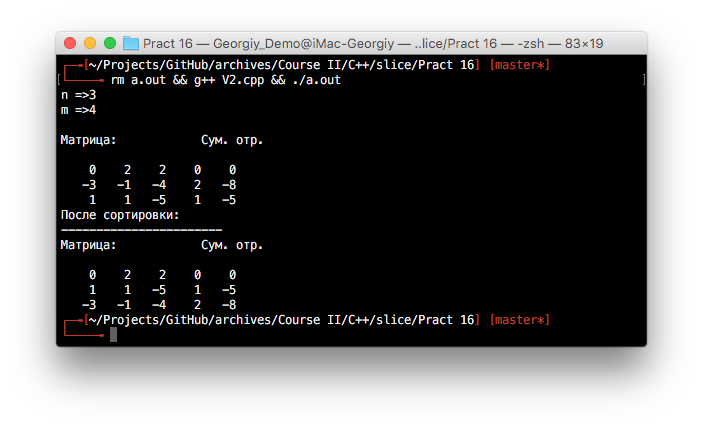 Pract 16 — Georgiy_Demo@iMac-Georgiy — ..lice/Pract 16 — -zsh — 83×19
[~/Projects/GitHub/archives/Course II/C++/slice/Pract 16] [master*]
rm a.out && g++ V2.cpp && ./a.out
n =>3
m =>4
Матрица: Сум. отр.
0 2 2 0 0
-3 -1 -4 2 -8
1 1 -5 1 -5
После сортировки:
-----------------------
Матрица: Сум. отр.
0 2 2 0 0
1 1 -5 1 -5
-3 -1 -4 2 -8
[~/Projects/GitHub/archives/Course II/C++/slice/Pract 16] [master*]